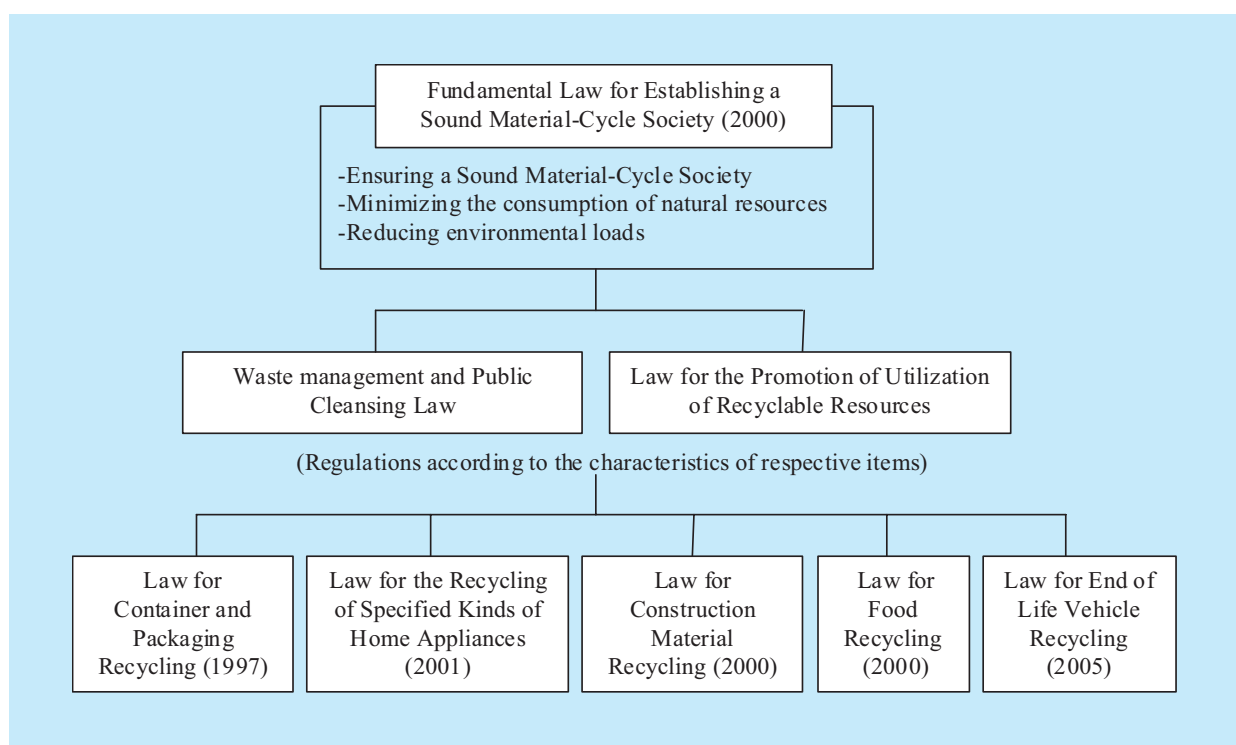 Fundamental Law for Establishing a
Sound Material-Cycle Society (2000)
-Ensuring a Sound Material-Cycle Society
-Minimizing the consumption of natural resources
-Reducing environmental loads
Waste management and Public
Cleansing Law
Law for the Promotion of Utilization
of Recyclable Resources
(Regulations according to the characteristics of respective items)
Law for
Container and
Packaging
Recycling (1997)
Law for the Recycling
of Specified Kinds of
Home Appliances
(2001)
Law for
Construction
Material
Recycling (2000)
Law for
Food
Recycling
(2000)
Law for End of
Life Vehicle
Recycling
(2005)